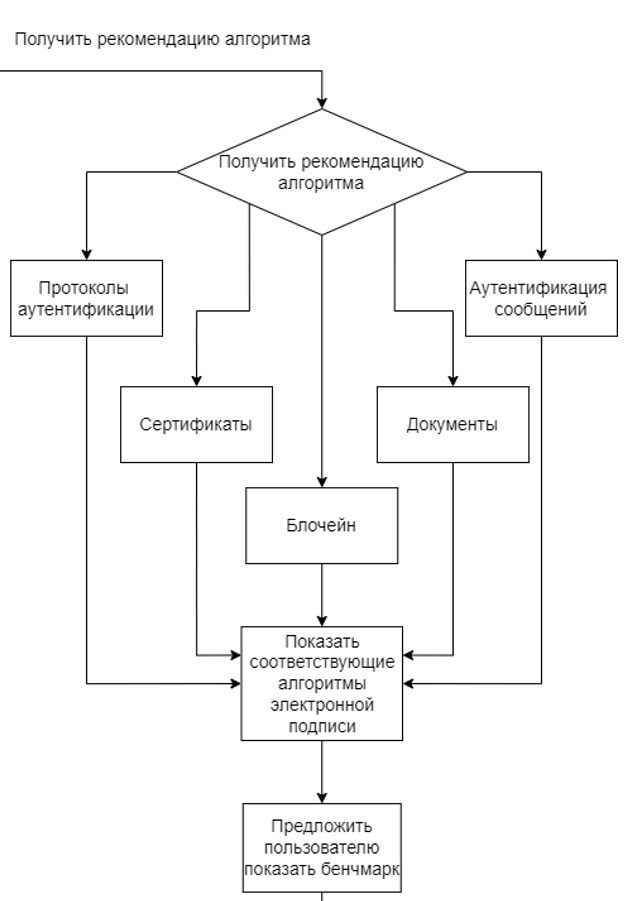 Получить рекомендацию алгоритма
Получить рекомендацию
алгоритма
Протоколы
аутентификации
Аутентификация
сообщений
Сертификаты
Документы
Блочейн
Показать
соответствующие
алгоритмы
электронной
подписи
Предложить
пользователю
показать бенчмарк